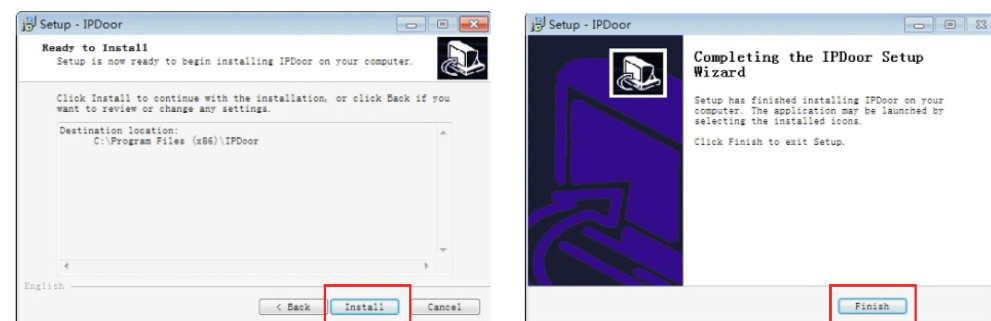 Setup - IPDoor
Ready to Install
Setup is now ready to begin installing IPDoor on your computer.
Click Install to continue with the installation, or click Back if you
want to review or change any settings.
Destination location:
C:\Program Files (x86)\IPDoor
English
< Back
Install
Cancel
Setup - IPDoor
Completing the IPDoor Setup
Wizard
Setup has finished installing IPDoor on your
computer. The application may be launched by
selecting the installed icons.
Click Finish to exit Setup.
Finish